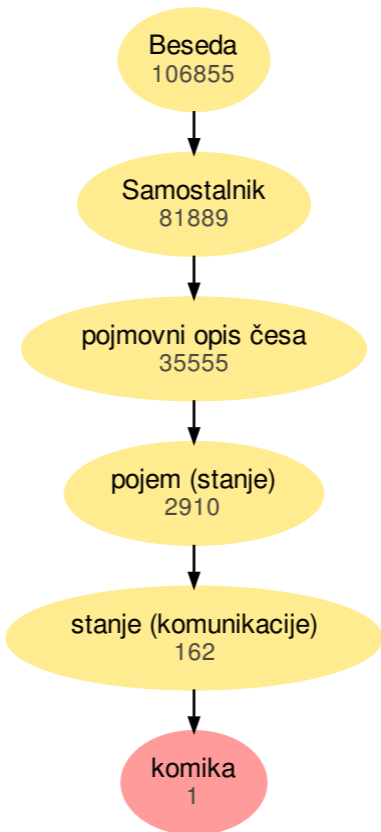 Beseda
106855
Samostalnik
81889
pojmovni opis česa
35555
pojem (stanje)
2910
stanje (komunikacije)
162
komika
1